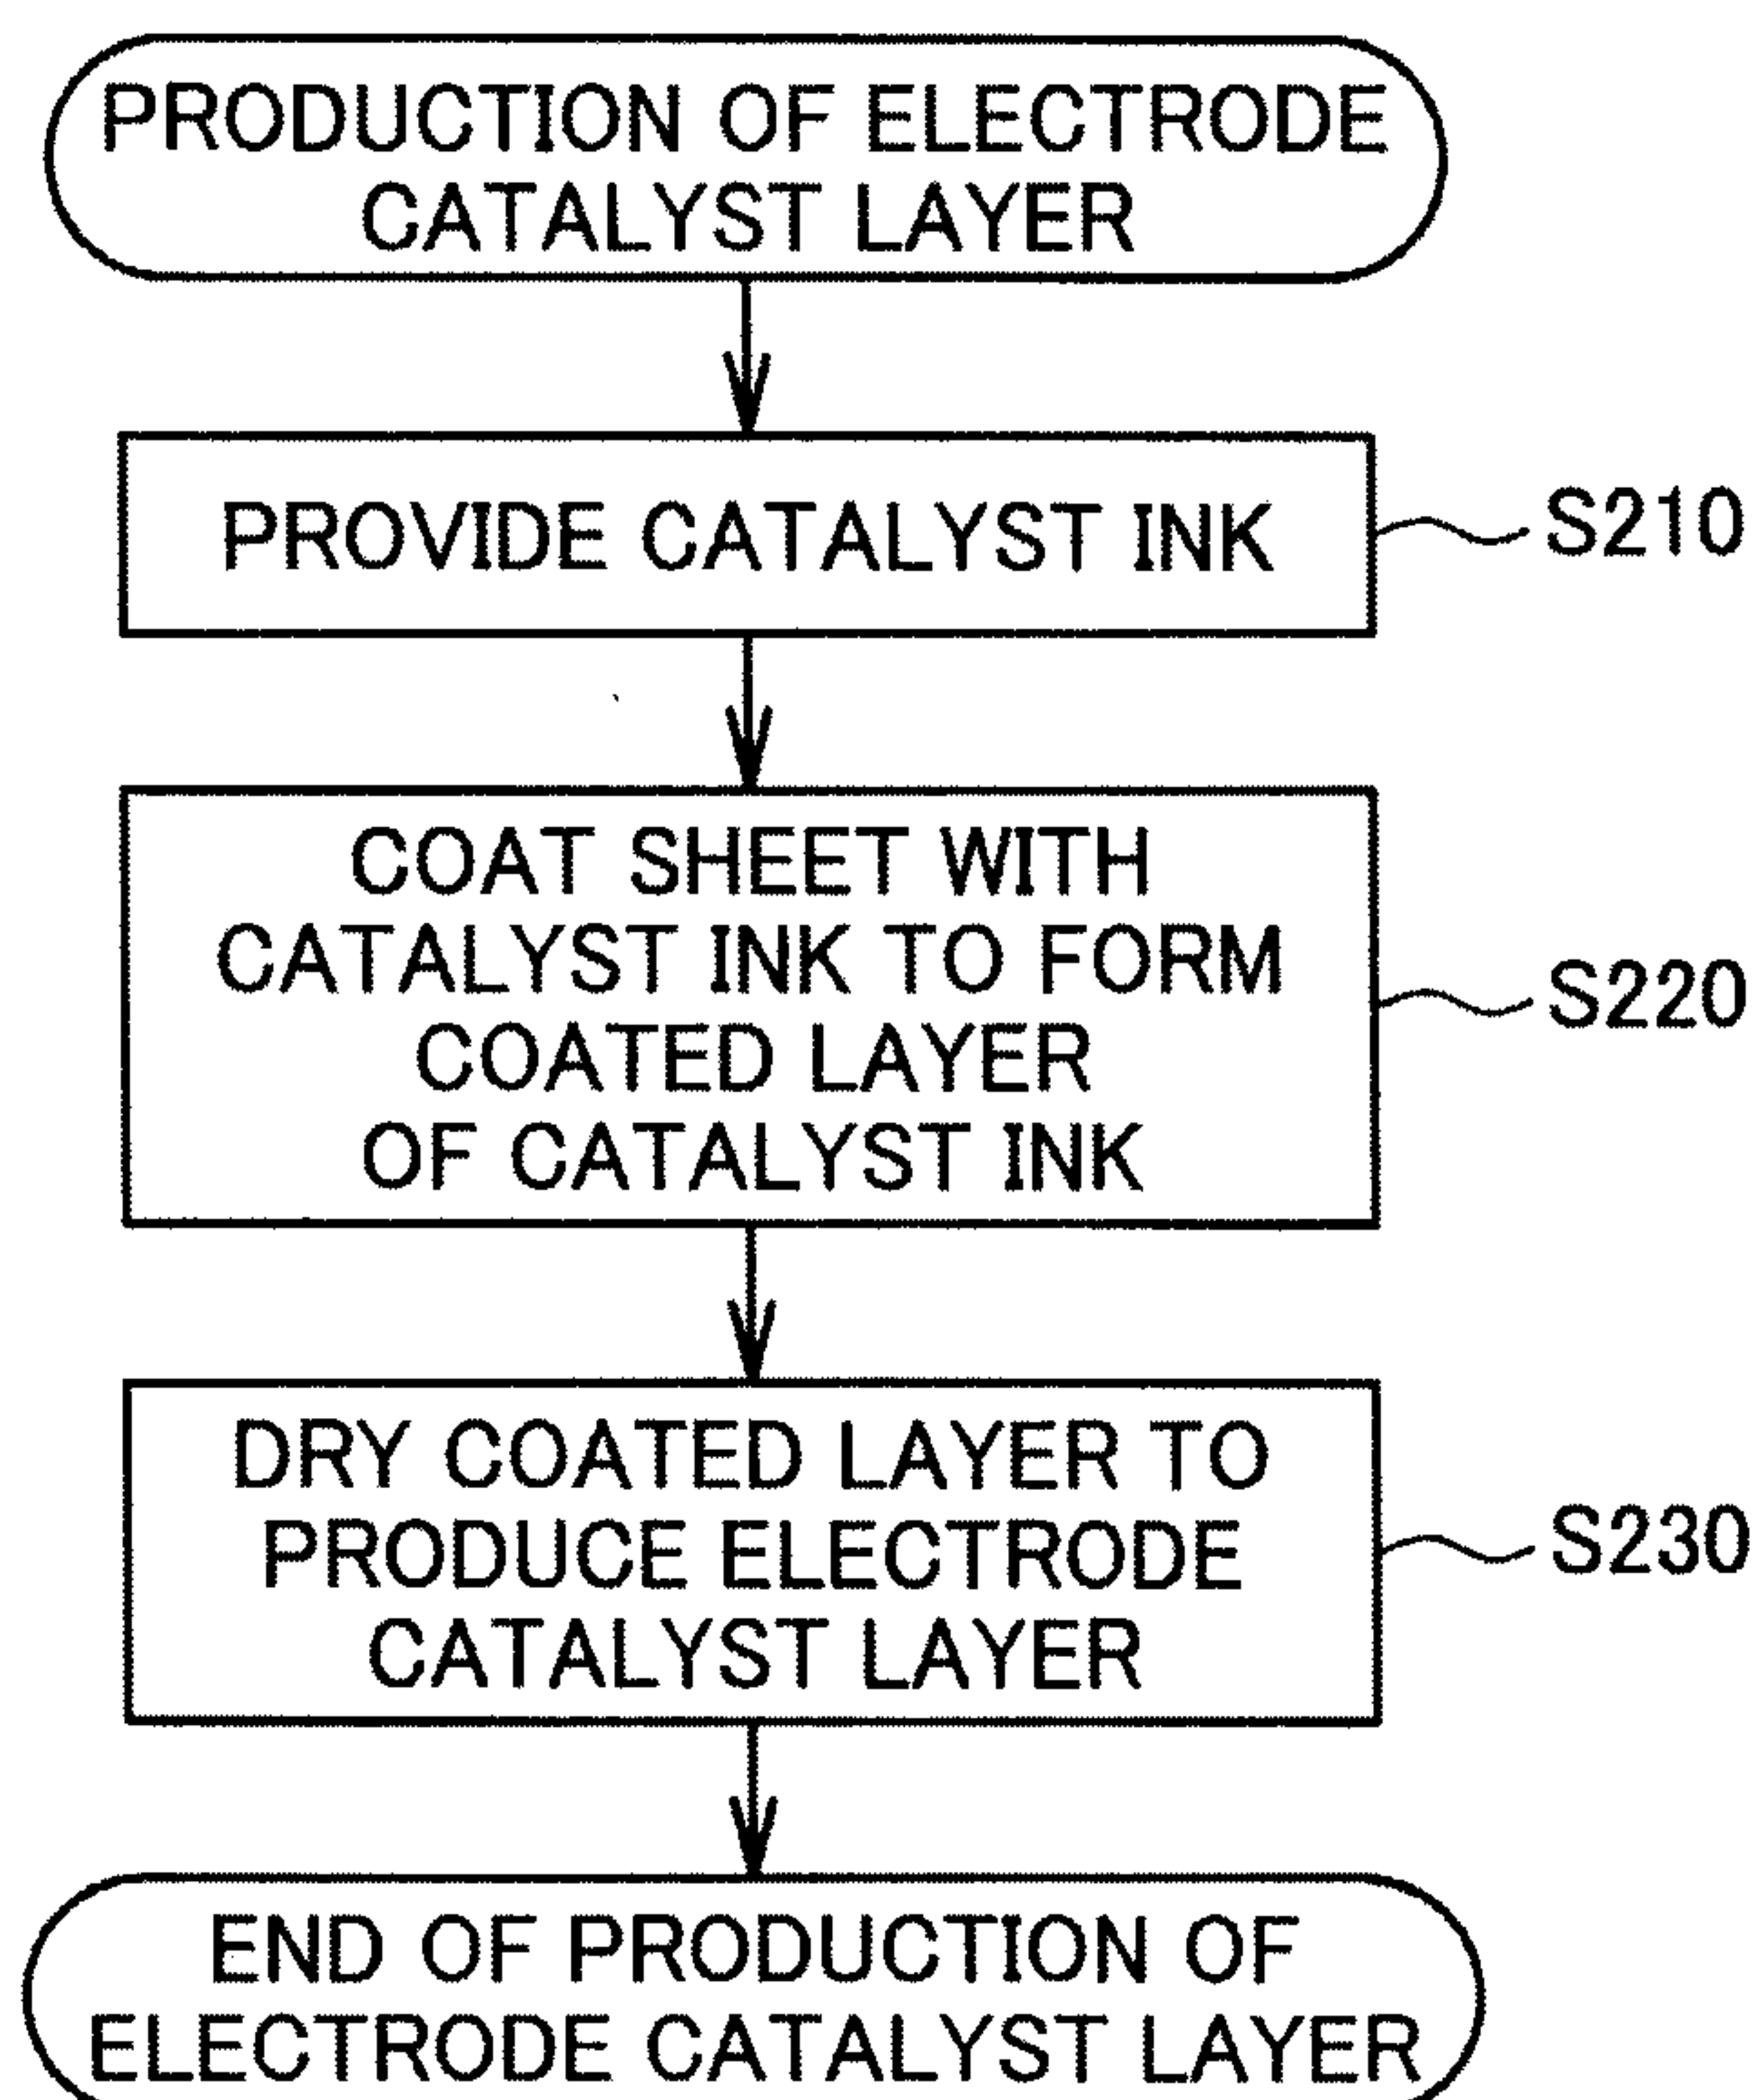 PRODUCTION OF ELECTRODE
CATALYST LAYER
PROVIDE CATALYST INK
S210
COAT SHEET WITH
CATALYST INK TO FORM
COATED LAYER
OF CATALYST INK
S220
DRY COATED LAYER TO
PRODUCE ELECTRODE
CATALYST LAYER
S230
END OF PRODUCTION OF
ELECTRODE CATALYST LAYER